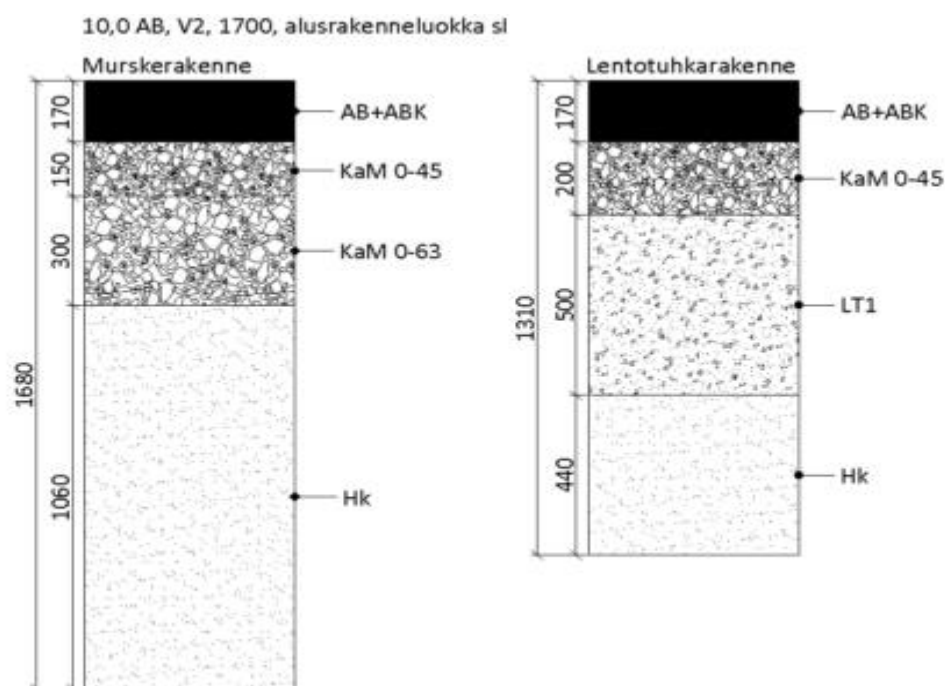 10,0 AB, V2, 1700, alusrakenneluokka sl
Murskerakenne
170
150
300
1060
1680
AB+ABK
KaM 0-45
KaM 0-63
Hk
Lentotuhkarakenne
170
200
500
440
1310
AB+ABK
KaM 0-45
LT1
Hk